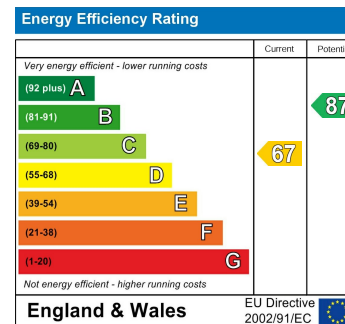 Energy Efficiency Rating
Current Potenti
Very energy efficient - lower running costs
(92 plus) A
(81-91) B
87
(69-80) C
67
(55-68) D
(39-54) E
(21-38) F
(1-20) G
Not energy efficient - higher running costs
England & Wales
EU Directive
2002/91/EC